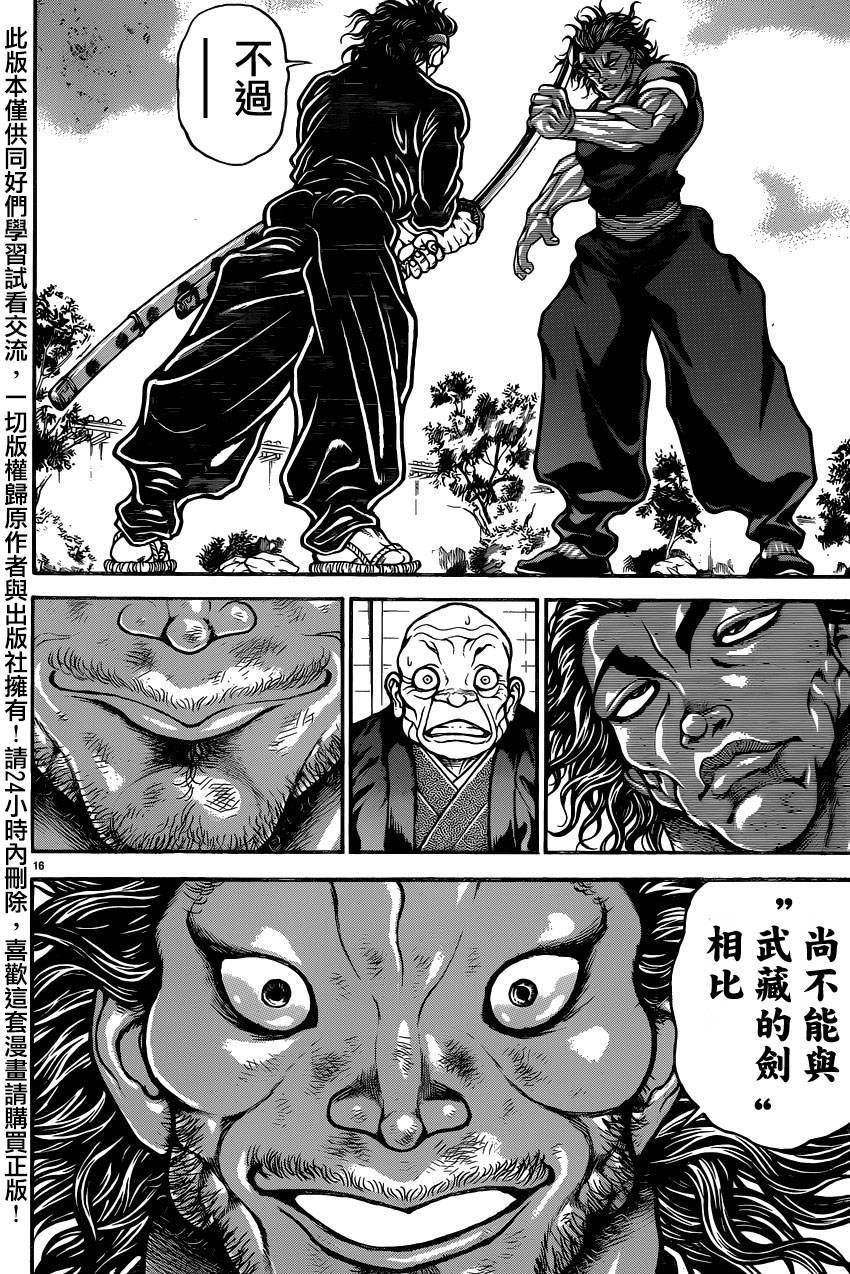 此版本僅供同好們學習試看交流，一切版權歸原作者與出版社擁有！請24小時內刪除，喜歡這套漫畫請購買正版！
不過
——
16
尚不能與
"武藏的劍"
相比